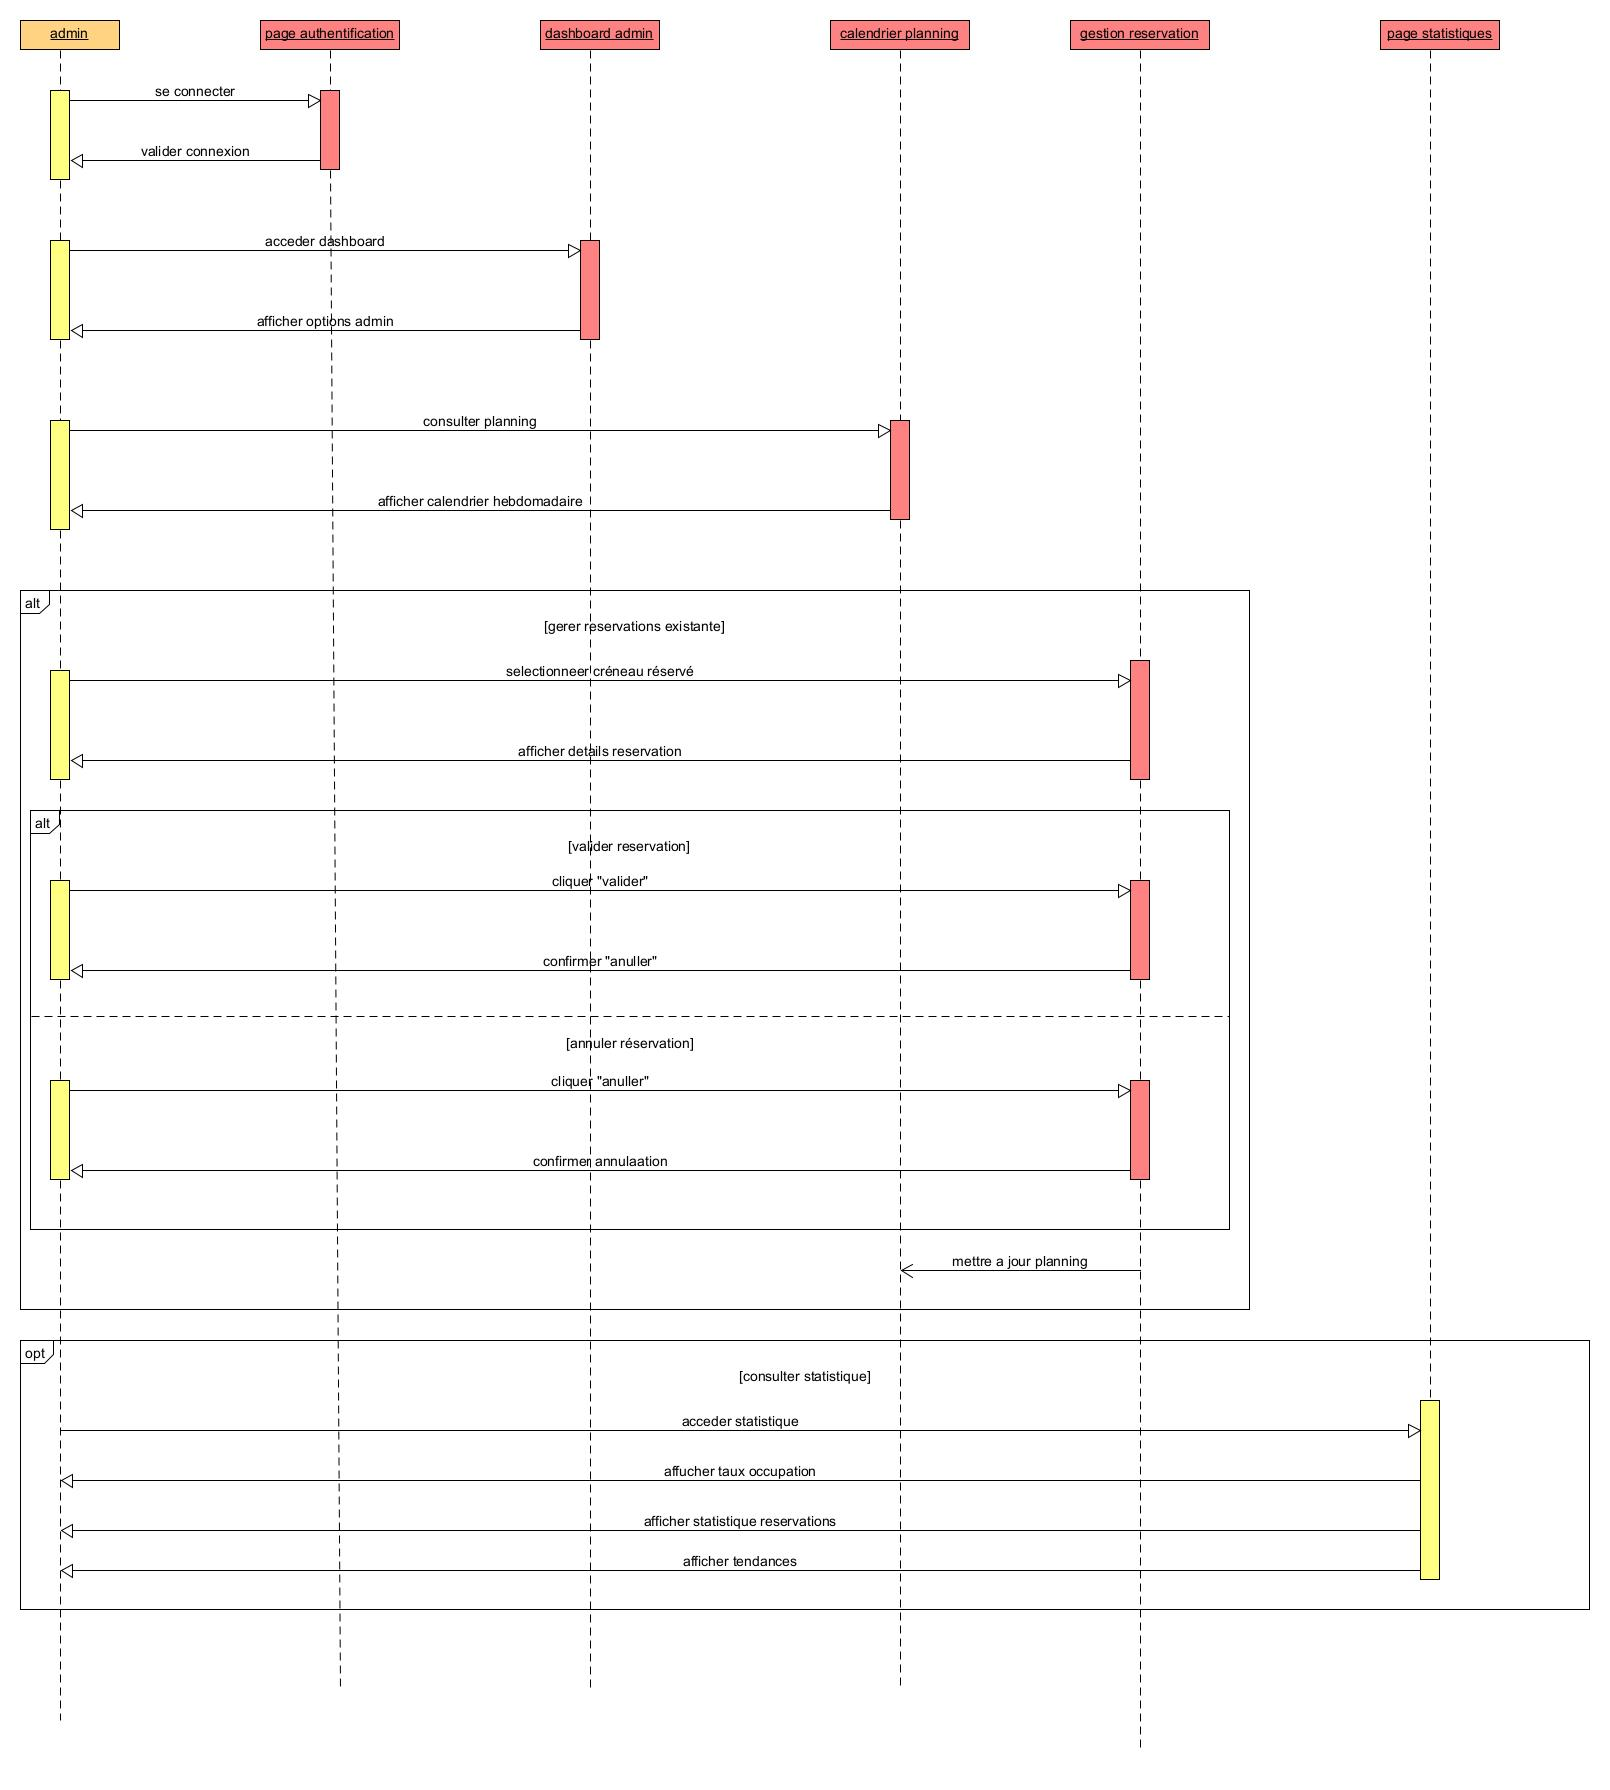 admin
page authentification
dashboard admin
calendrier planning
gestion reservation
page statistiques
se connecter
valider connexion
acceder dashboard
afficher options admin
consulter planning
afficher calendrier hebdomadaire
alt
[gerer reservations existante]
selectionneer créneau réservé
afficher details reservation
alt
[valider reservation]
cliquer "valider"
confirmer "anuller"
[annuler réservation]
cliquer "anuller"
confirmer annulaation
mettre a jour planning
opt
[consulter statistique]
acceder statistique
affucher taux occupation
afficher statistique reservations
afficher tendances